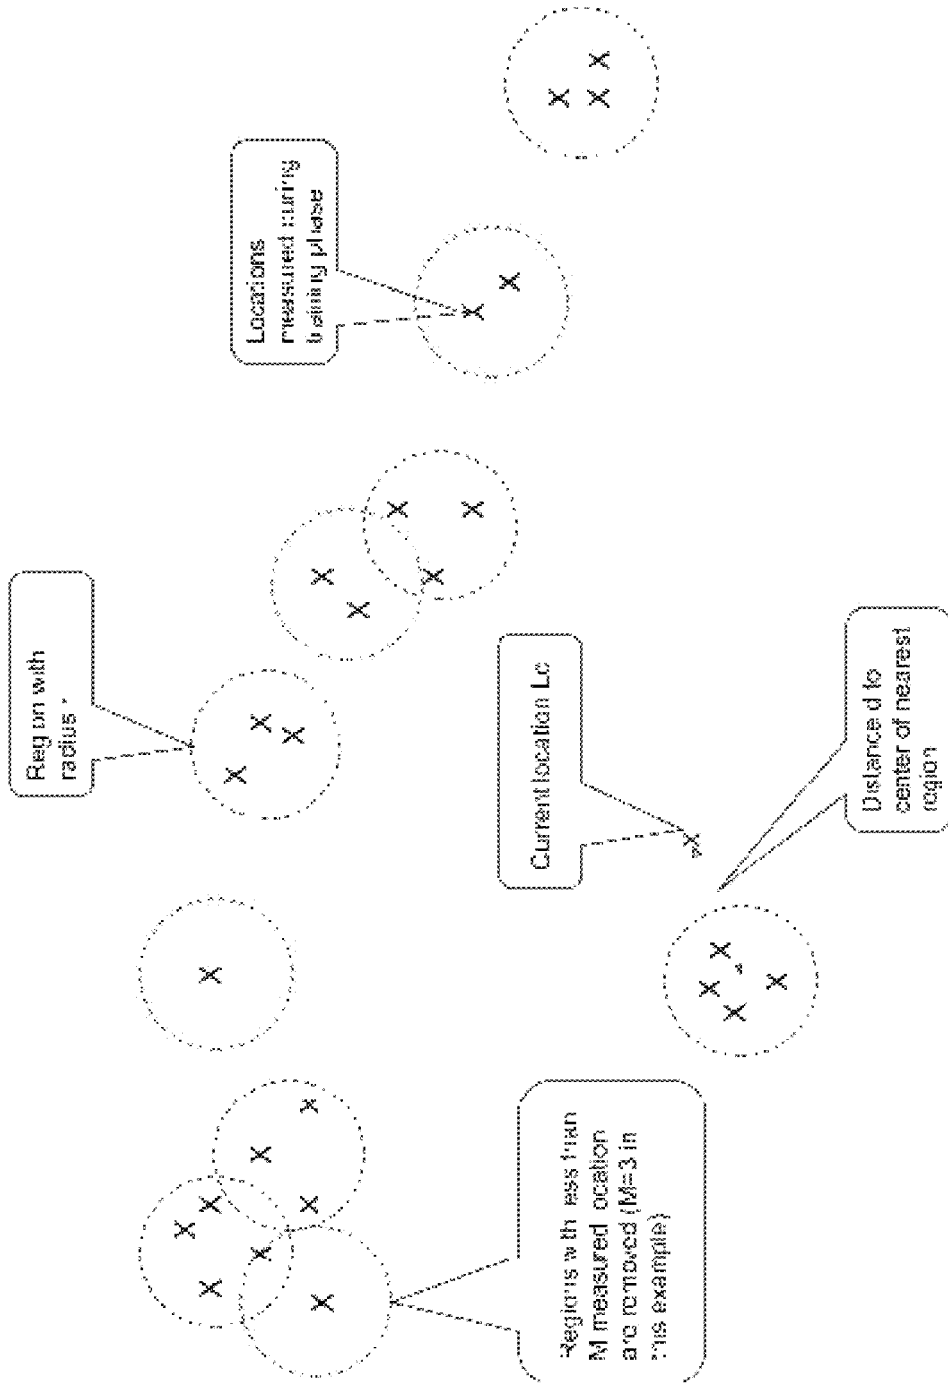 Locations
measured during
training phase
Region with
radius r
Current location Lc
Distance d to
center of nearest
region
Regions with less than
M measured location
are removed (M=3 in
this example)